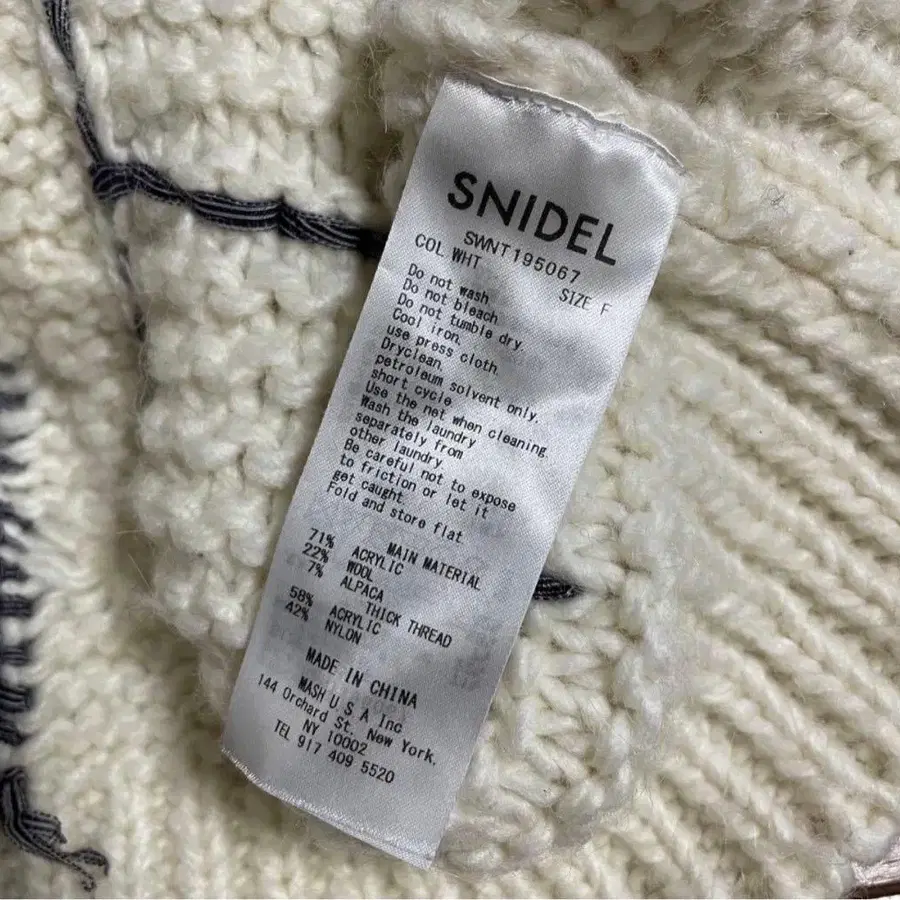 SNIDEL
SWNT195067
COL WHT
SIZE F
Do not wash
Do not bleach
Do not tumble dry.
Cool iron.
use press cloth
Dryclean.
petroleum solvent only.
short cycle
Use the net when cleaning.
Wash the laundry
separately from
other laundry
Be careful not to expose
to friction or let it
get caught.
Fold and store flat
MAIN MATERIAL
71% ACRYLIC
22% WOOL
7% ALPACA
THICK THREAD
58% ACRYLIC
42% NYLON
MADE IN CHINA
MASH U S A Inc
144 Orchard St. New York.
NY 10002
TEL 917 409 5520